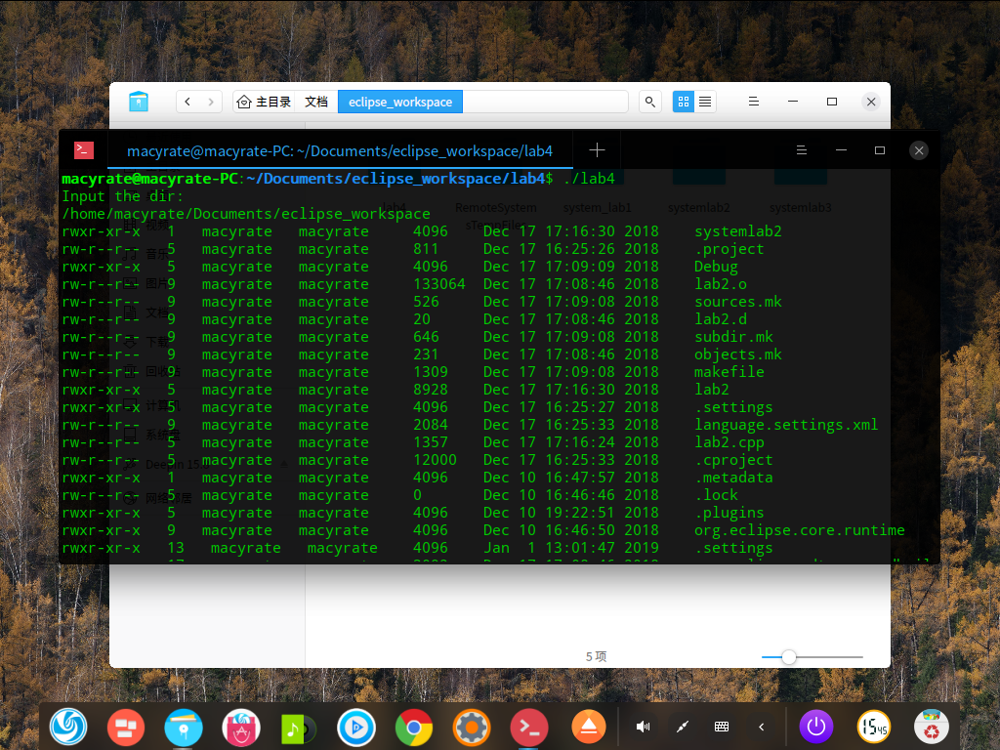 主目录 文档 eclipse_workspace
macyrate@macyrate-PC: ~/Documents/eclipse_workspace/lab4
macyrate@macyrate-PC:~/Documents/eclipse_workspace/lab4$ ./lab4
Input the dir:
lab4 RemoteSystem system_lab1 systemlab2 systemlab3
/home/macyrate/Documents/eclipse_workspace
rwxr-xr-x 1 macyrate macyrate 4096 Dec 17 17:16:30 2018 systemlab2
rw-r--r-- 5 macyrate macyrate 811 Dec 17 16:25:26 2018 .project
rwxr-xr-x 5 macyrate macyrate 4096 Dec 17 17:09:09 2018 Debug
rw-r--r-- 9 macyrate macyrate 133064 Dec 17 17:08:46 2018 lab2.o
rw-r--r-- 9 macyrate macyrate 526 Dec 17 17:09:08 2018 sources.mk
rw-r--r-- 9 macyrate macyrate 20 Dec 17 17:08:46 2018 lab2.d
rw-r--r-- 9 macyrate macyrate 646 Dec 17 17:09:08 2018 subdir.mk
rw-r--r-- 9 macyrate macyrate 231 Dec 17 17:08:46 2018 objects.mk
rw-r--r-- 9 macyrate macyrate 1309 Dec 17 17:09:08 2018 makefile
rwxr-xr-x 5 macyrate macyrate 8928 Dec 17 17:16:30 2018 lab2
rwxr-xr-x 5 macyrate macyrate 4096 Dec 17 16:25:27 2018 .settings
rw-r--r-- 9 macyrate macyrate 2084 Dec 17 16:25:33 2018 language.settings.xml
rw-r--r-- 5 macyrate macyrate 1357 Dec 17 17:16:24 2018 lab2.cpp
rw-r--r-- 5 macyrate macyrate 12000 Dec 17 16:25:33 2018 .cproject
rwxr-xr-x 1 macyrate macyrate 4096 Dec 10 16:47:57 2018 .metadata
rw-r--r-- 5 macyrate macyrate 0 Dec 10 16:46:46 2018 .lock
rwxr-xr-x 5 macyrate macyrate 4096 Dec 10 19:22:51 2018 .plugins
rwxr-xr-x 9 macyrate macyrate 4096 Dec 10 16:46:50 2018 org.eclipse.core.runtime
rwxr-xr-x 13 macyrate macyrate 4096 Jan 1 13:01:47 2019 .settings
5 项
15 45